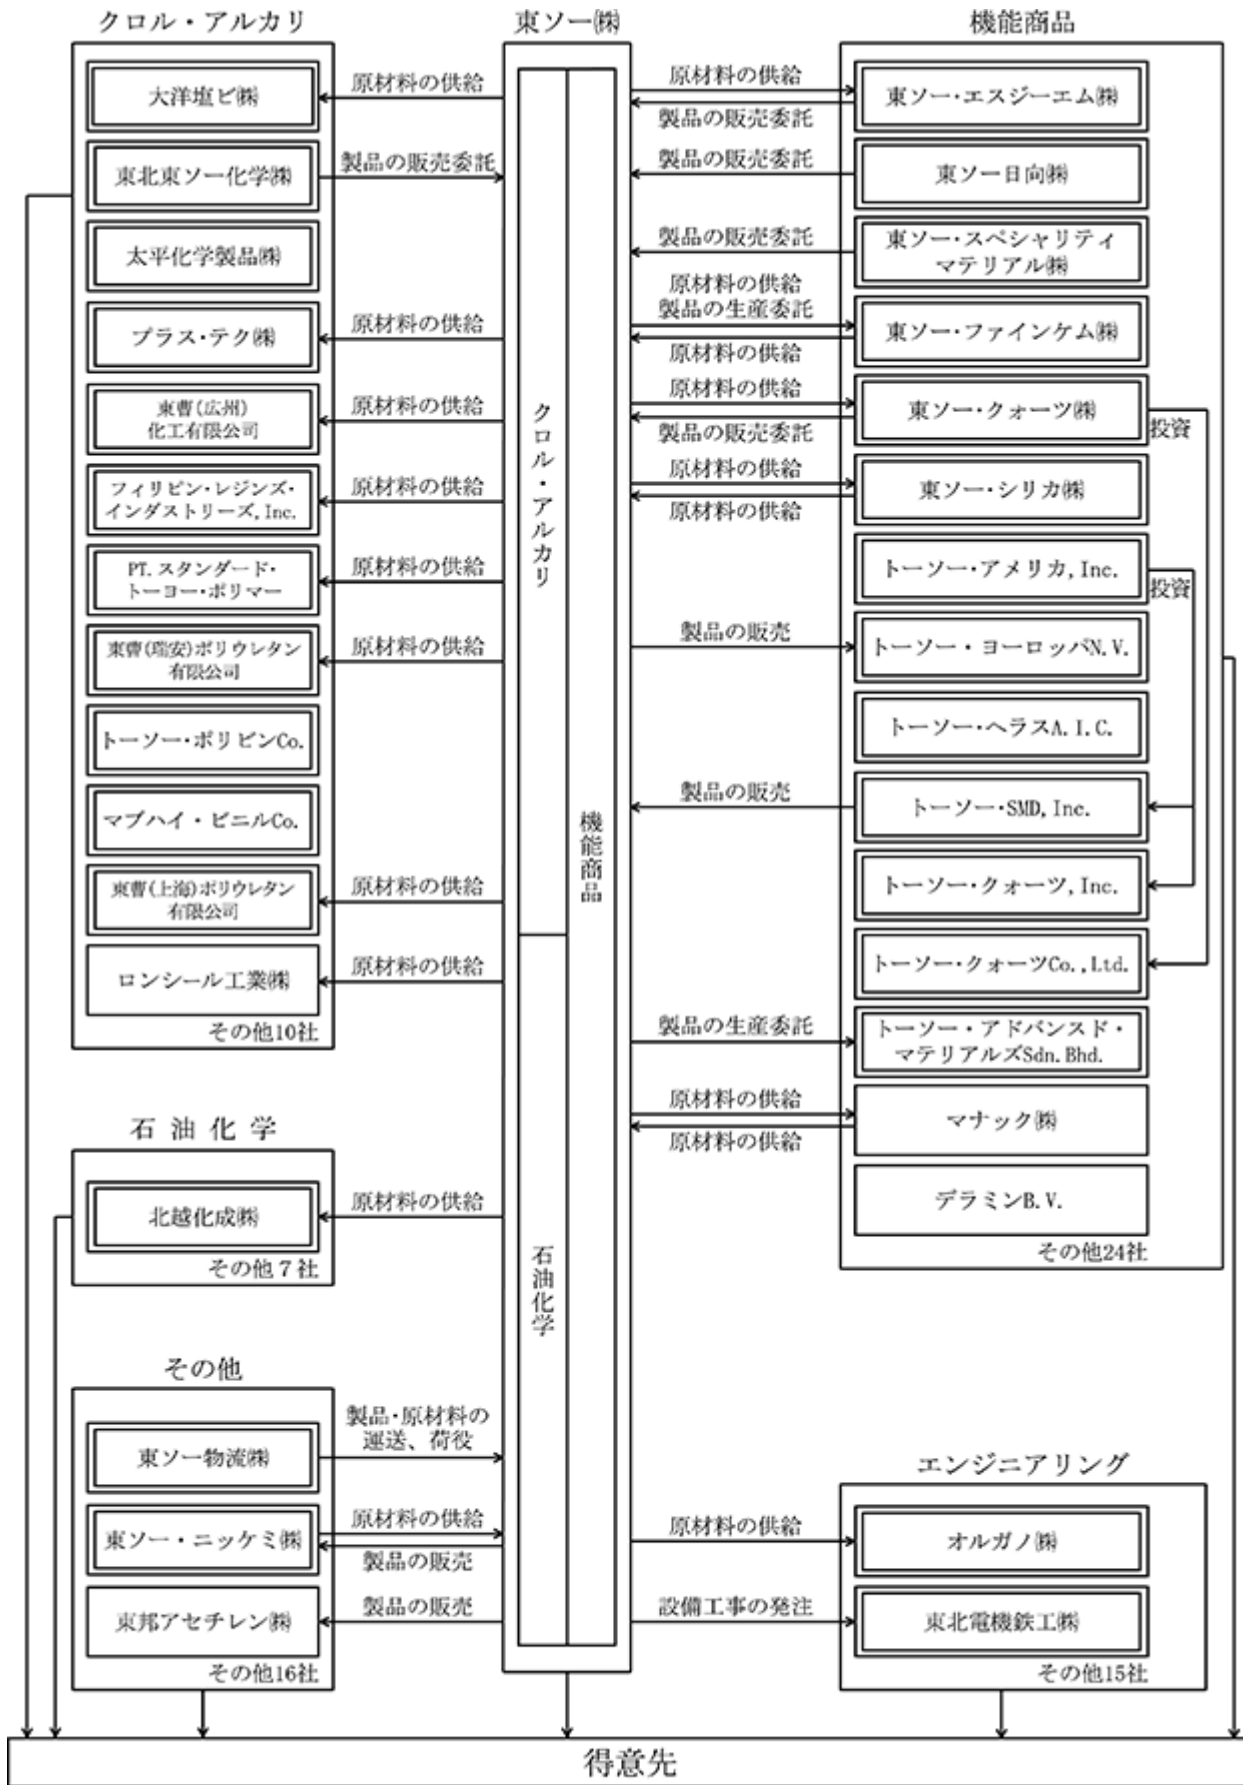 クロル・アルカリ
大洋塩ビ㈱
東北東ソー化学㈱
太平化学製品㈱
プラス・テク㈱
東曹(広州)
化工有限公司
フィリピン・レジンズ・
インダストリーズ,Inc.
PT.スタンダード・
トーヨー・ポリマー
東曹(瑞安)ポリウレタン
有限公司
トーソー・ポリビンCo.
マブハイ・ビニルCo.
東曹(上海)ポリウレタン
有限公司
ロンシール工業㈱
その他10社
石油化学
北越化成㈱
その他7社
その他
東ソー物流㈱
東ソー・ニッケミ㈱
東邦アセチレン㈱
その他16社
原材料の供給
製品の販売委託
原材料の供給
原材料の供給
原材料の供給
原材料の供給
原材料の供給
原材料の供給
原材料の供給
原材料の供給
製品・原材料の
運送、荷役
原材料の供給
製品の販売
製品の販売
東ソー㈱
クロル・アルカリ
機能商品
石油化学
原材料の供給
製品の販売委託
製品の販売委託
製品の販売委託
原材料の供給
製品の生産委託
原材料の供給
原材料の供給
製品の販売委託
原材料の供給
原材料の供給
製品の販売
製品の販売
製品の生産委託
原材料の供給
原材料の供給
原材料の供給
設備工事の発注
機能商品
東ソー・エスジーエム㈱
東ソー日向㈱
東ソー・スペシャリティ
マテリアル㈱
東ソー・ファインケム㈱
東ソー・クォーツ㈱
投資
東ソー・シリカ㈱
トーソー・アメリカ,Inc.
投資
トーソー・ヨーロッパN.V.
トーソー・ヘラスA.I.C.
トーソー・SMD,Inc.
トーソー・クォーツ,Inc.
トーソー・クォーツCo.,Ltd.
トーソー・アドバンスド・
マテリアルズSdn.Bhd.
マナック㈱
デラミンB.V.
その他24社
エンジニアリング
オルガノ㈱
東北電機鉄工㈱
その他15社
得意先